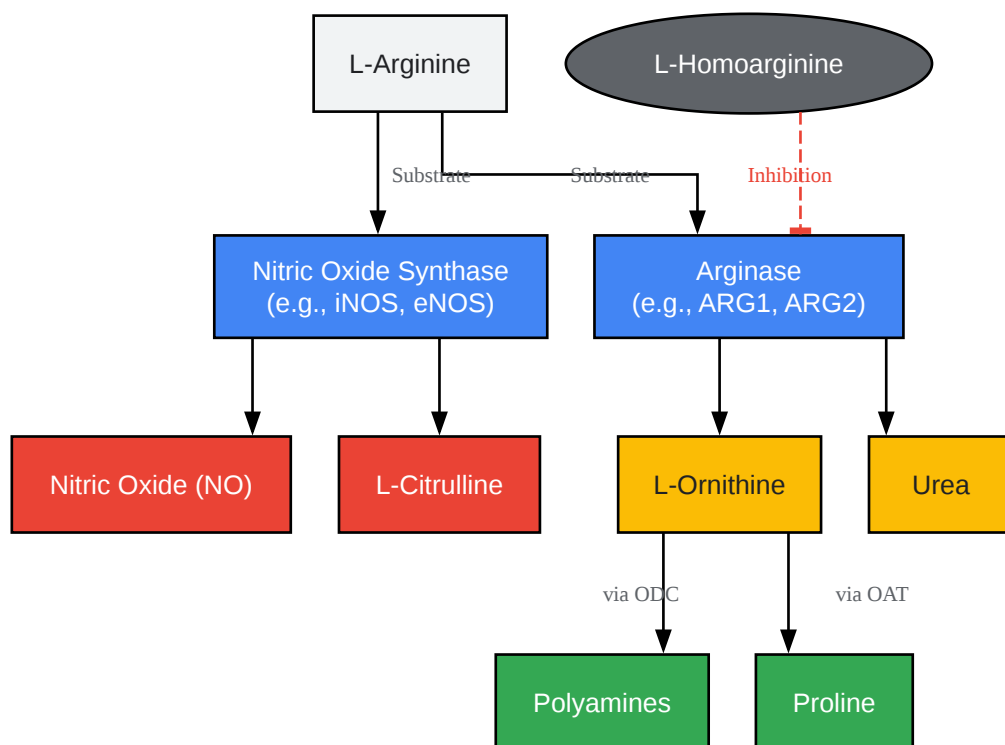 L-Arginine
L-Homoarginine
Substrate
Substrate
Inhibition
Nitric Oxide Synthase
(e.g., iNOS, eNOS)
Arginase
(e.g., ARG1, ARG2)
Nitric Oxide (NO)
L-Citrulline
L-Ornithine
Urea
via ODC
via OAT
Polyamines
Proline